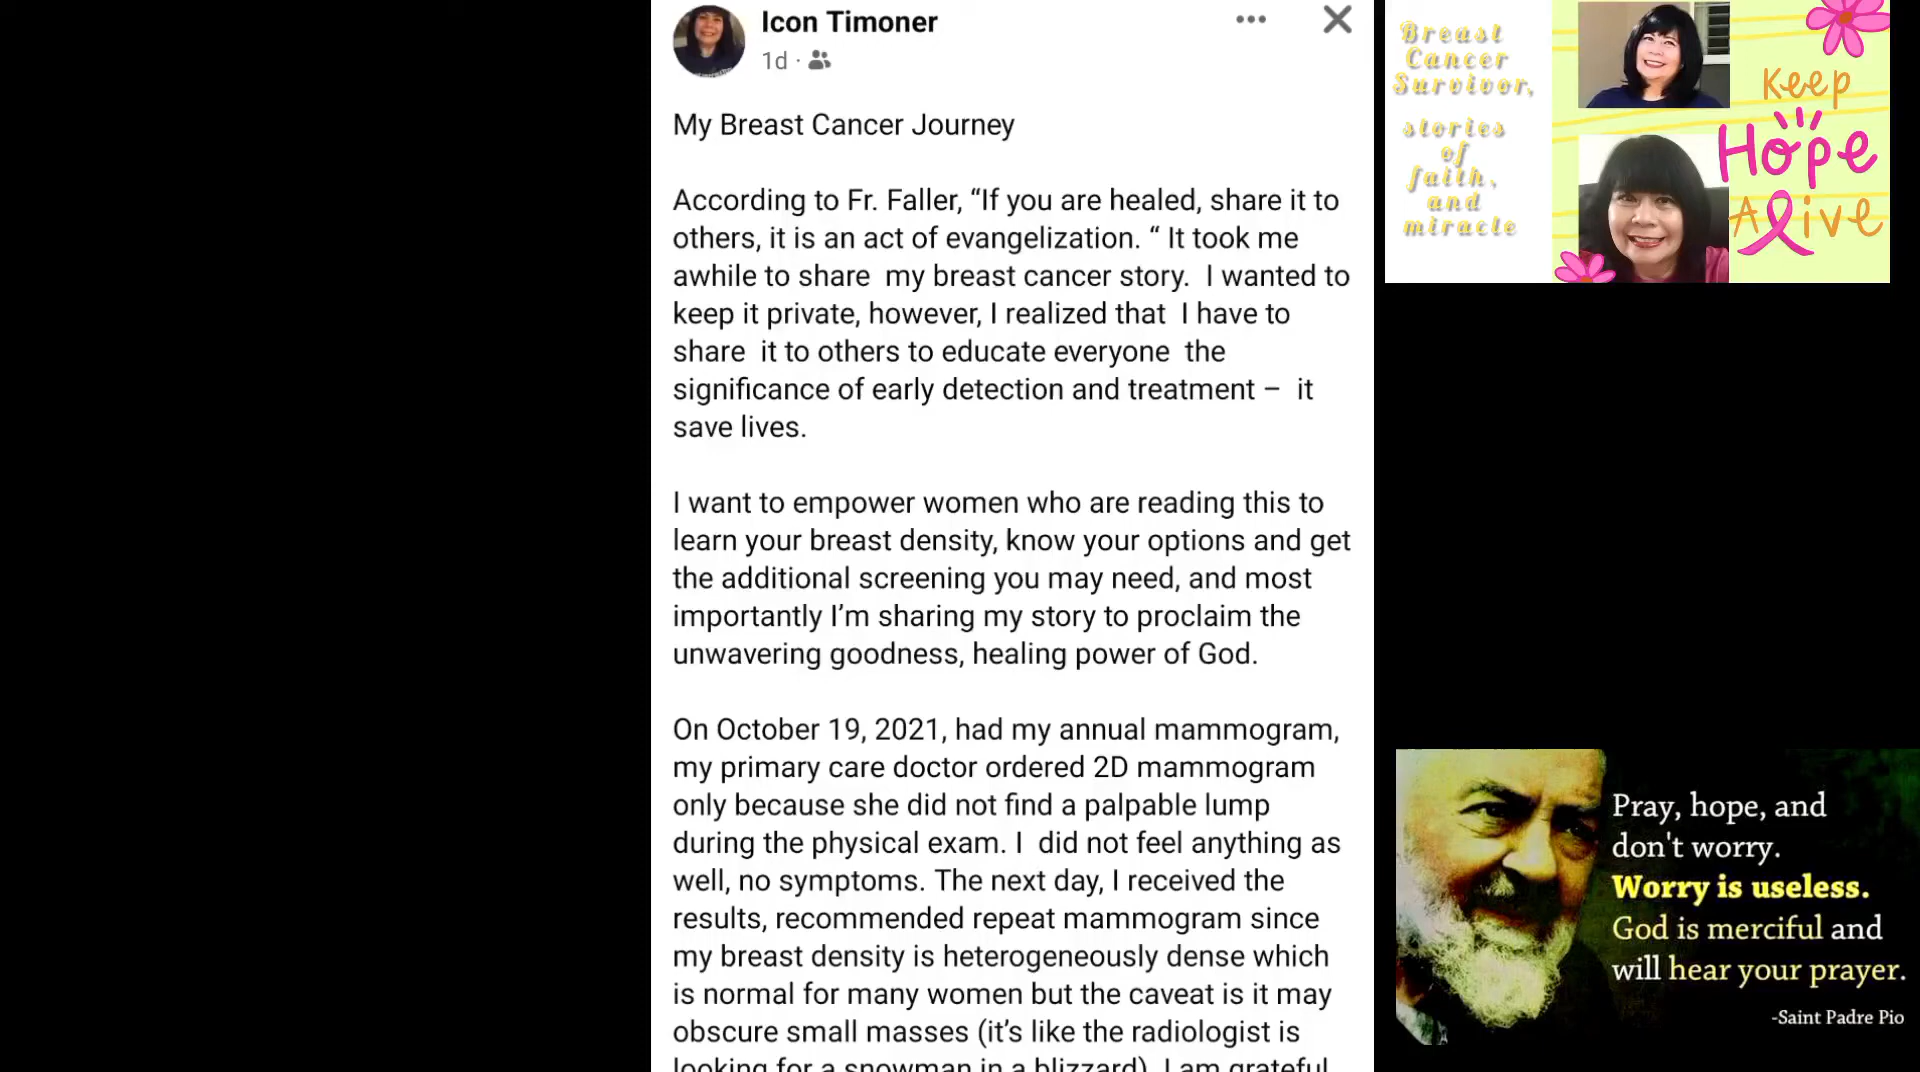 Icon Timoner
1d ·
My Breast Cancer Journey
According to Fr. Faller, “If you are healed, share it to
others, it is an act of evangelization. “ It took me
awhile to share  my breast cancer story.  I wanted to
keep it private, however, I realized that  I have to
share  it to others to educate everyone  the
significance of early detection and treatment –  it
save lives.
I want to empower women who are reading this to
learn your breast density, know your options and get
the additional screening you may need, and most
importantly I’m sharing my story to proclaim the
unwavering goodness, healing power of God.
On October 19, 2021, had my annual mammogram,
my primary care doctor ordered 2D mammogram
only because she did not find a palpable lump
during the physical exam. I  did not feel anything as
well, no symptoms. The next day, I received the
results, recommended repeat mammogram since
my breast density is heterogeneously dense which
is normal for many women but the caveat is it may
obscure small masses (it’s like the radiologist is
looking for a snowman in a blizzard). I am grateful
Breast
Cancer
Survivor,
stories
of
faith,
and
miracle
Keep
Hope
Alive
Pray, hope, and
don't worry.
Worry is useless.
God is merciful and
will hear your prayer.
-Saint Padre Pio